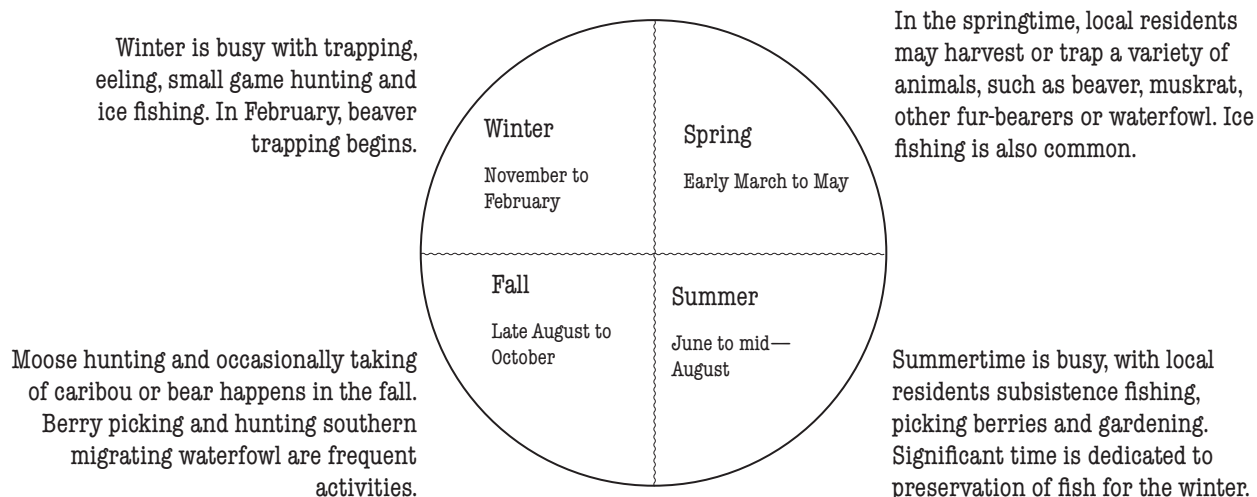 Winter is busy with trapping,
eeling, small game hunting and
ice fishing. In February, beaver
trapping begins.
In the springtime, local residents
may harvest or trap a variety of
animals, such as beaver, muskrat,
other fur-bearers or waterfowl. Ice
fishing is also common.
Winter
November to
February
Spring
Early March to May
Fall
Late August to
October
Summer
June to mid—
August
Moose hunting and occasionally taking
of caribou or bear happens in the fall.
Berry picking and hunting southern
migrating waterfowl are frequent
activities.
Summertime is busy, with local
residents subsistence fishing,
picking berries and gardening.
Significant time is dedicated to
preservation of fish for the winter.